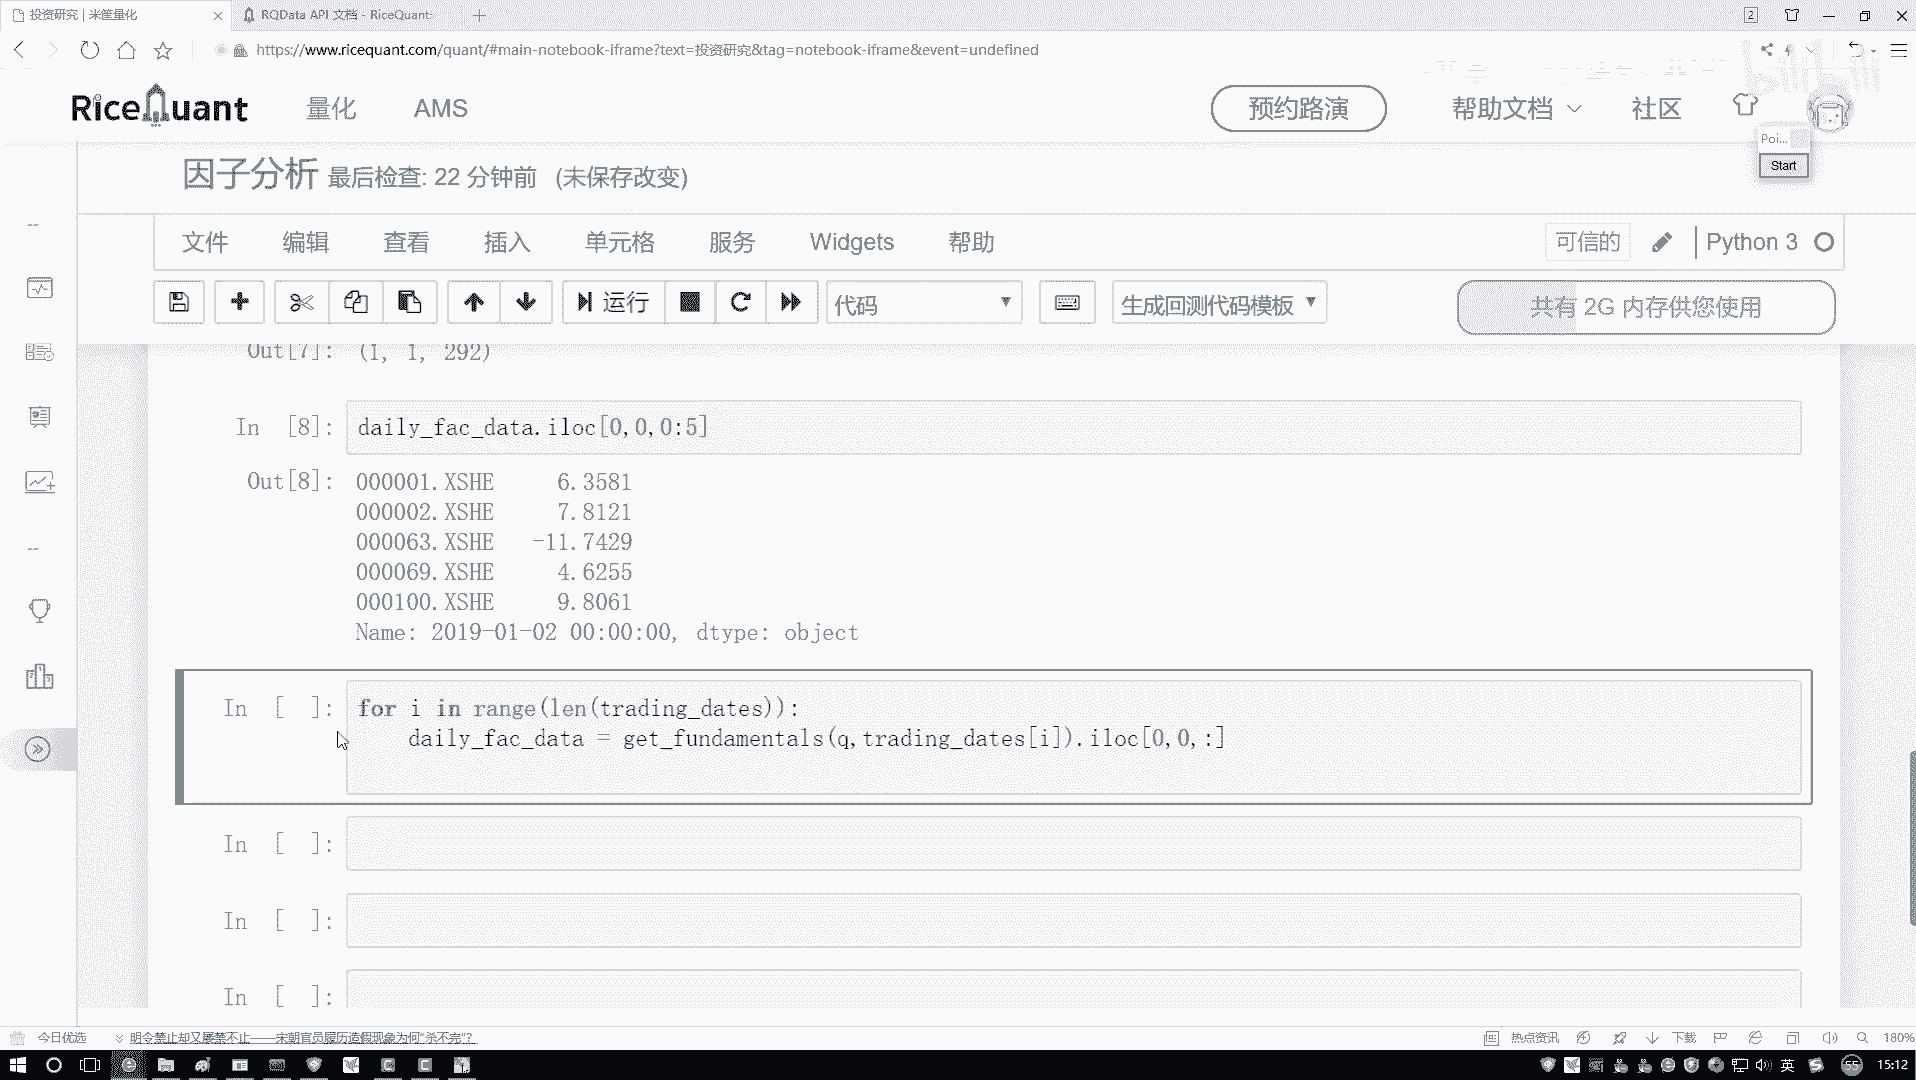 投资研究 | 米筐量化
RQData API 文档 - RiceQuant
2
https://www.ricequant.com/quant/#main-notebook-iframe?text=投资研究&tag=notebook-iframe&event=undefined
bilibili
RiceQuant 量化 AMS 预约路演 帮助文档 社区
Poi...
Start
因子分析 最后检查: 22 分钟前 (未保存改变)
文件 编辑 查看 插入 单元格 服务 Widgets 帮助 可信的 Python 3
运行 代码 生成回测代码模板 共有 2G 内存供您使用
Out[7]: (1, 1, 292)
In [8]: daily_fac_data.iloc[0,0,0:5]
Out[8]: 000001.XSHE 6.3581
000002.XSHE 7.8121
000063.XSHE -11.7429
000069.XSHE 4.6255
000100.XSHE 9.8061
Name: 2019-01-02 00:00:00, dtype: object
In [ ]: for i in range(len(trading_dates)):
daily_fac_data = get_fundamentals(q,trading_dates[i]).iloc[0,0,:]
In [ ]:
In [ ]:
In [ ]:
今日优选 明令禁止却又屡禁不止——宋朝官员履历造假现象为何“杀不完”? 热点资讯 下载 180%
英 55 15:12